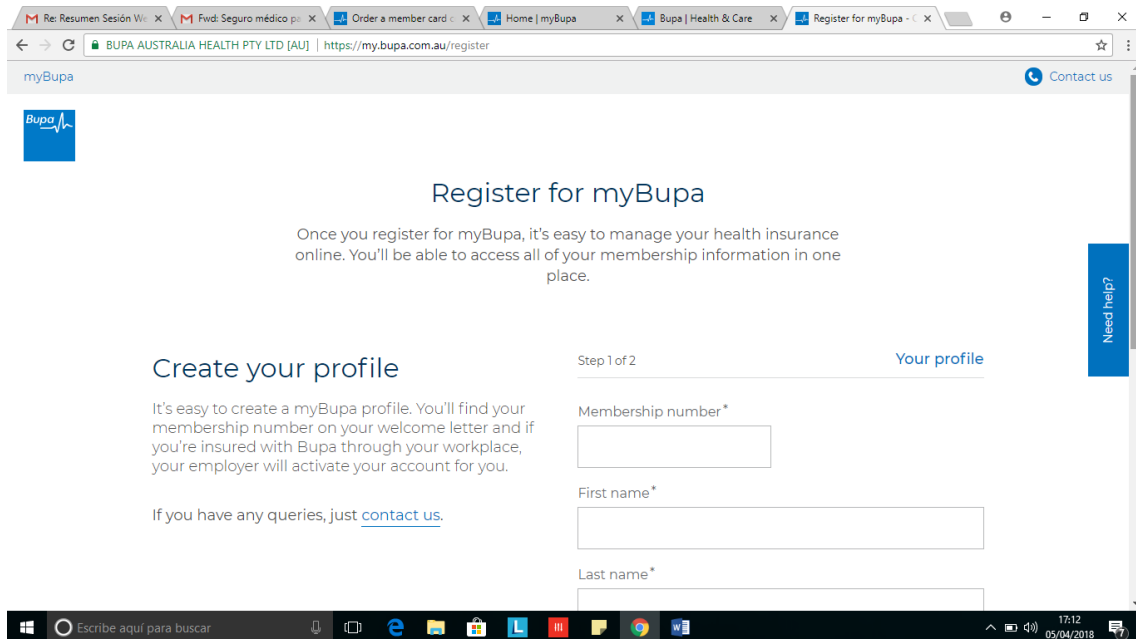 Re: Resumen Sesión We
Fwd: Seguro médico pa
Order a member card o
Home | myBupa
Bupa | Health & Care
Register for myBupa -
BUPA AUSTRALIA HEALTH PTY LTD [AU] | https://my.bupa.com.au/register
myBupa
Contact us
Bupa
Register for myBupa
Once you register for myBupa, it's easy to manage your health insurance
online. You'll be able to access all of your membership information in one
place.
Need help?
Create your profile
It's easy to create a myBupa profile. You'll find your
membership number on your welcome letter and if
you're insured with Bupa through your workplace,
your employer will activate your account for you.
If you have any queries, just contact us.
Step 1 of 2
Your profile
Membership number*
First name*
Last name*
Escribe aquí para buscar
17:12
05/04/2018